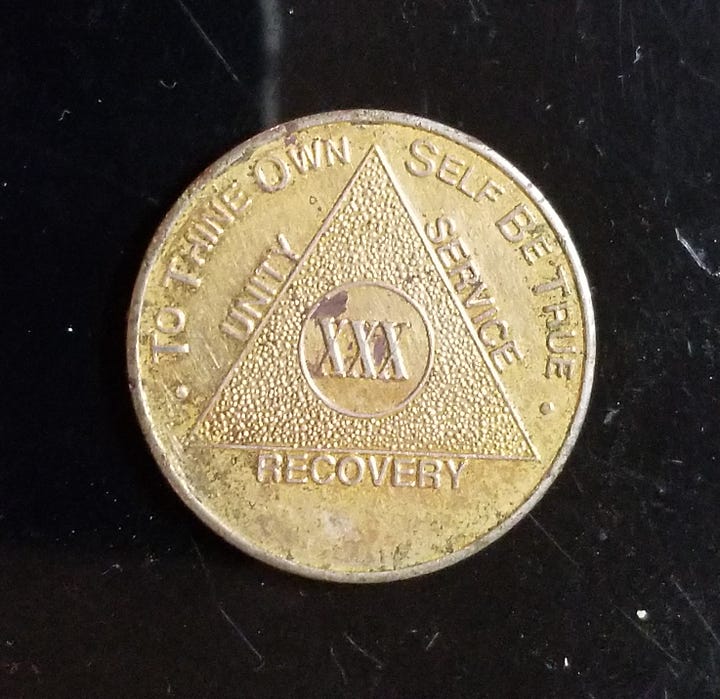 TO THINE OWN SELF BE TRUE
UNITY
SERVICE
XXX
RECOVERY